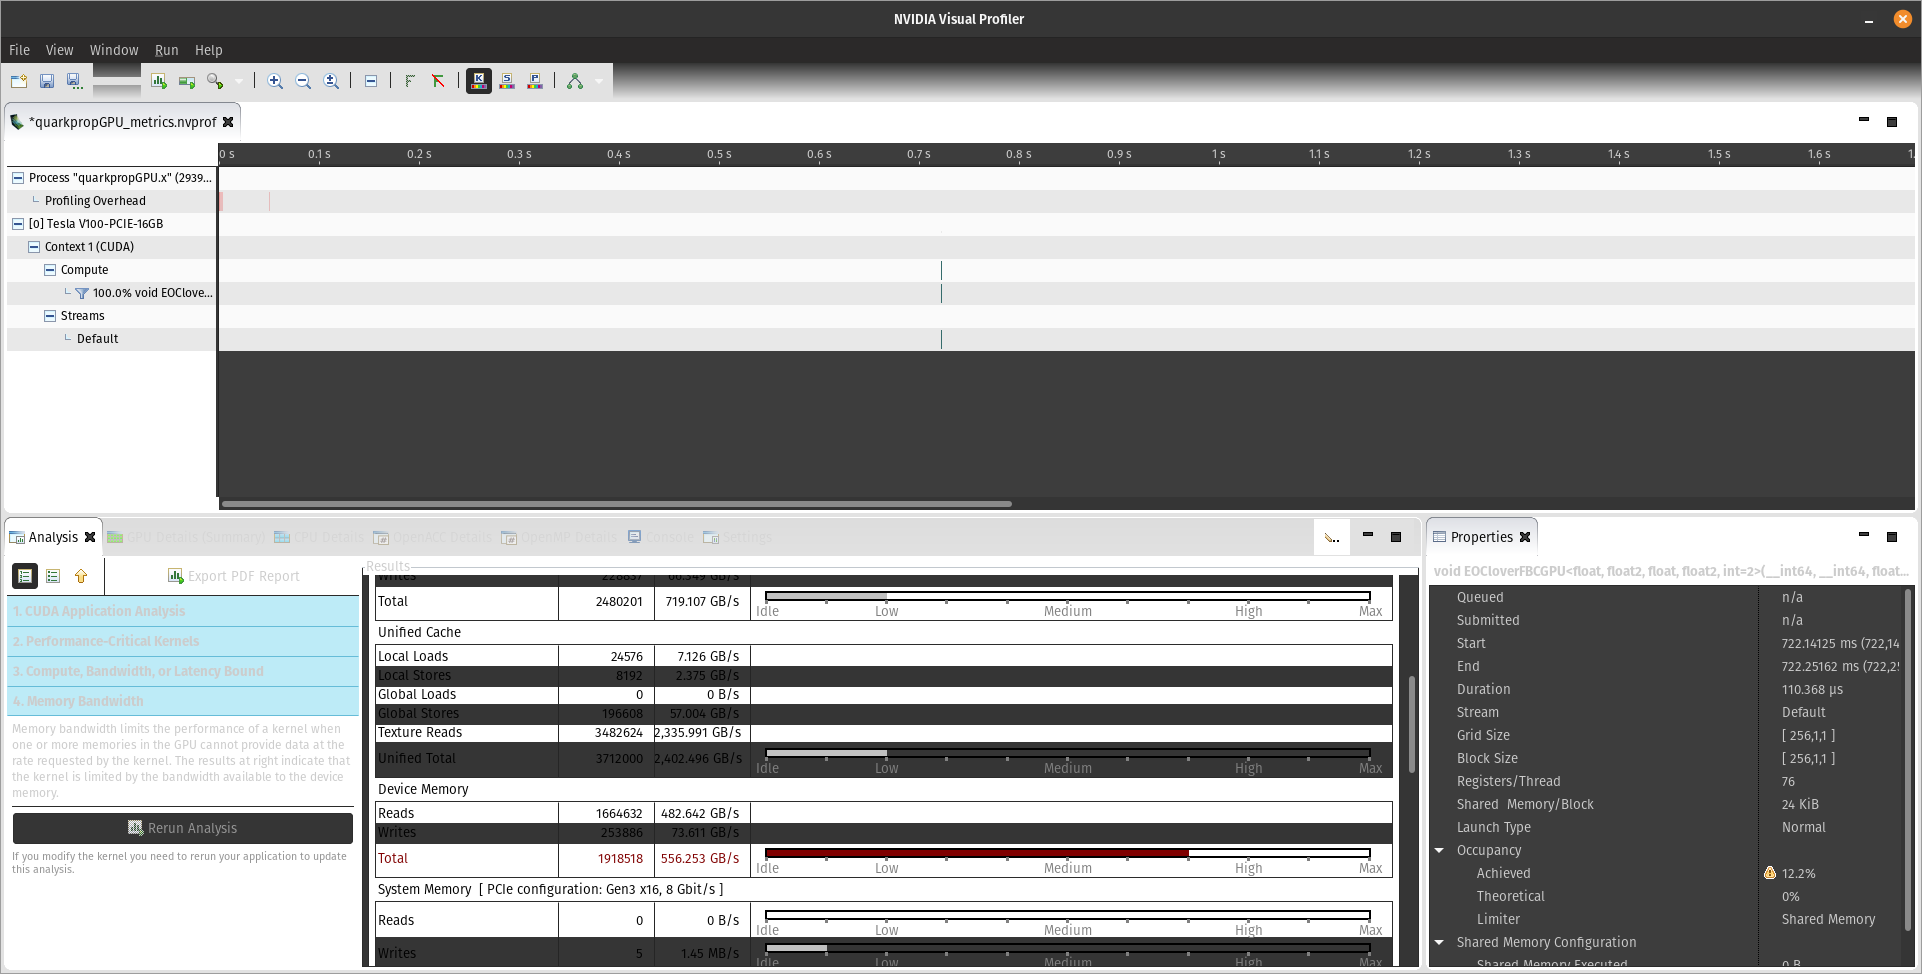 NVIDIA Visual Profiler
File View Window Run Help
*quarkpropGPU_metrics.nvprof
0 s 0.1 s 0.2 s 0.3 s 0.4 s 0.5 s 0.6 s 0.7 s 0.8 s 0.9 s 1 s 1.1 s 1.2 s 1.3 s 1.4 s 1.5 s 1.6 s 1.
Process "quarkpropGPU.x" (2939...
Profiling Overhead
[0] Tesla V100-PCIE-16GB
Context 1 (CUDA)
Compute
100.0% void EOClove...
Streams
Default
Analysis GPU Details (Summary) CPU Details OpenACC Details OpenMP Details Console Settings
Export PDF Report
1. CUDA Application Analysis
2. Performance-Critical Kernels
3. Compute, Bandwidth, or Latency Bound
4. Memory Bandwidth
Memory bandwidth limits the performance of a kernel when
one or more memories in the GPU cannot provide data at the
rate requested by the kernel. The results at right indicate that
the kernel is limited by the bandwidth available to the device
memory.
Rerun Analysis
If you modify the kernel you need to rerun your application to update
this analysis.
Results
Writes 228837 66.349 GB/s
Total 2480201 719.107 GB/s
Idle Low Medium High Max
Unified Cache
Local Loads 24576 7.126 GB/s
Local Stores 8192 2.375 GB/s
Global Loads 0 0 B/s
Global Stores 196608 57.004 GB/s
Texture Reads 3482624 2,335.991 GB/s
Unified Total 3712000 2,402.496 GB/s
Idle Low Medium High Max
Device Memory
Reads 1664632 482.642 GB/s
Writes 253886 73.611 GB/s
Total 1918518 556.253 GB/s
Idle Low Medium High Max
System Memory [ PCIe configuration: Gen3 x16, 8 Gbit/s ]
Reads 0 0 B/s
Idle Low Medium High Max
Writes 5 1.45 MB/s
Idle Low Medium High Max
Properties
void EOCloverFBCGPU<float, float2, float, float2, int=2>(__int64, __int64, float...
Queued n/a
Submitted n/a
Start 722.14125 ms (722,14
End 722.25162 ms (722,25
Duration 110.368 µs
Stream Default
Grid Size [ 256,1,1 ]
Block Size [ 256,1,1 ]
Registers/Thread 76
Shared Memory/Block 24 KiB
Launch Type Normal
Occupancy
Achieved 12.2%
Theoretical 0%
Limiter Shared Memory
Shared Memory Configuration
Shared Memory Executed 0 B